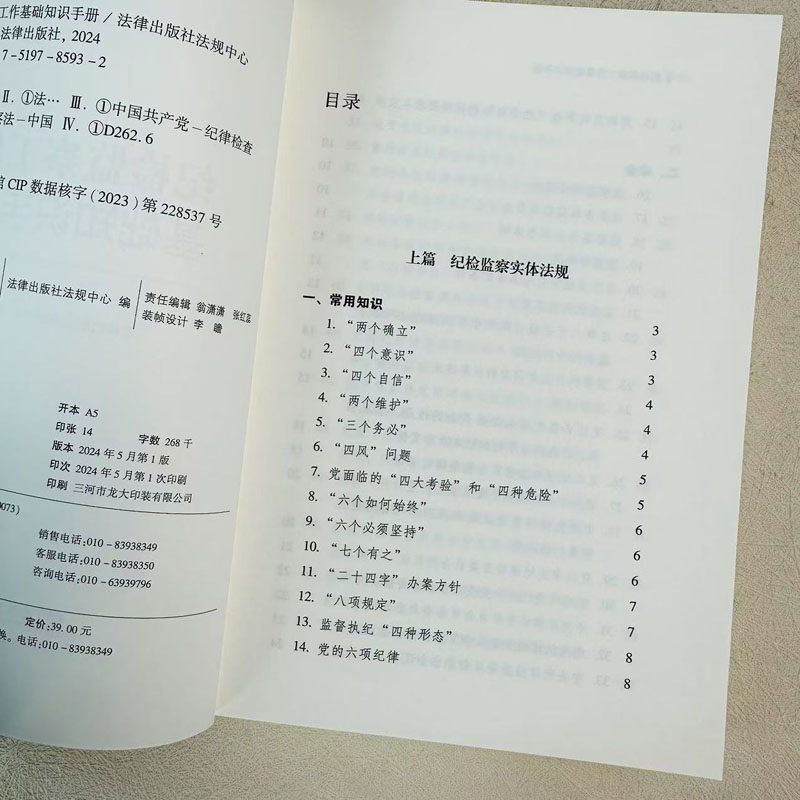 工作基础知识手册 / 法律出版社法规中心
法律出版社, 2024
7-5197-8593-2
Ⅱ. ①法… Ⅲ. ①中国共产党－纪律检查
法－中国 Ⅳ. ①D262.6
CIP 数据核字 (2023) 第 228537 号
法律出版社法规中心 编
责任编辑 翁潇潇 张红蕊
装帧设计 李 瞻
开本 A5
印张 14
字数 268 千
版本 2024 年 5 月第 1 版
印次 2024 年 5 月第 1 次印刷
印刷 三河市龙大印装有限公司
0073)
销售电话:010-83938349
客服电话:010-83938350
咨询电话:010-63939796
定价:39.00 元
换。电话:010-83938349
目录
上篇 纪检监察实体法规
一、常用知识
1. “两个确立” 3
2. “四个意识” 3
3. “四个自信” 3
4. “两个维护” 4
5. “三个务必” 4
6. “四风” 问题 5
7. 党面临的 “四大考验” 和 “四种危险” 5
8. “六个如何始终” 6
9. “六个必须坚持” 6
10. “七个有之” 6
11. “二十四字” 办案方针 7
12. “八项规定” 7
13. 监督执纪 “四种形态” 8
14. 党的六项纪律 8